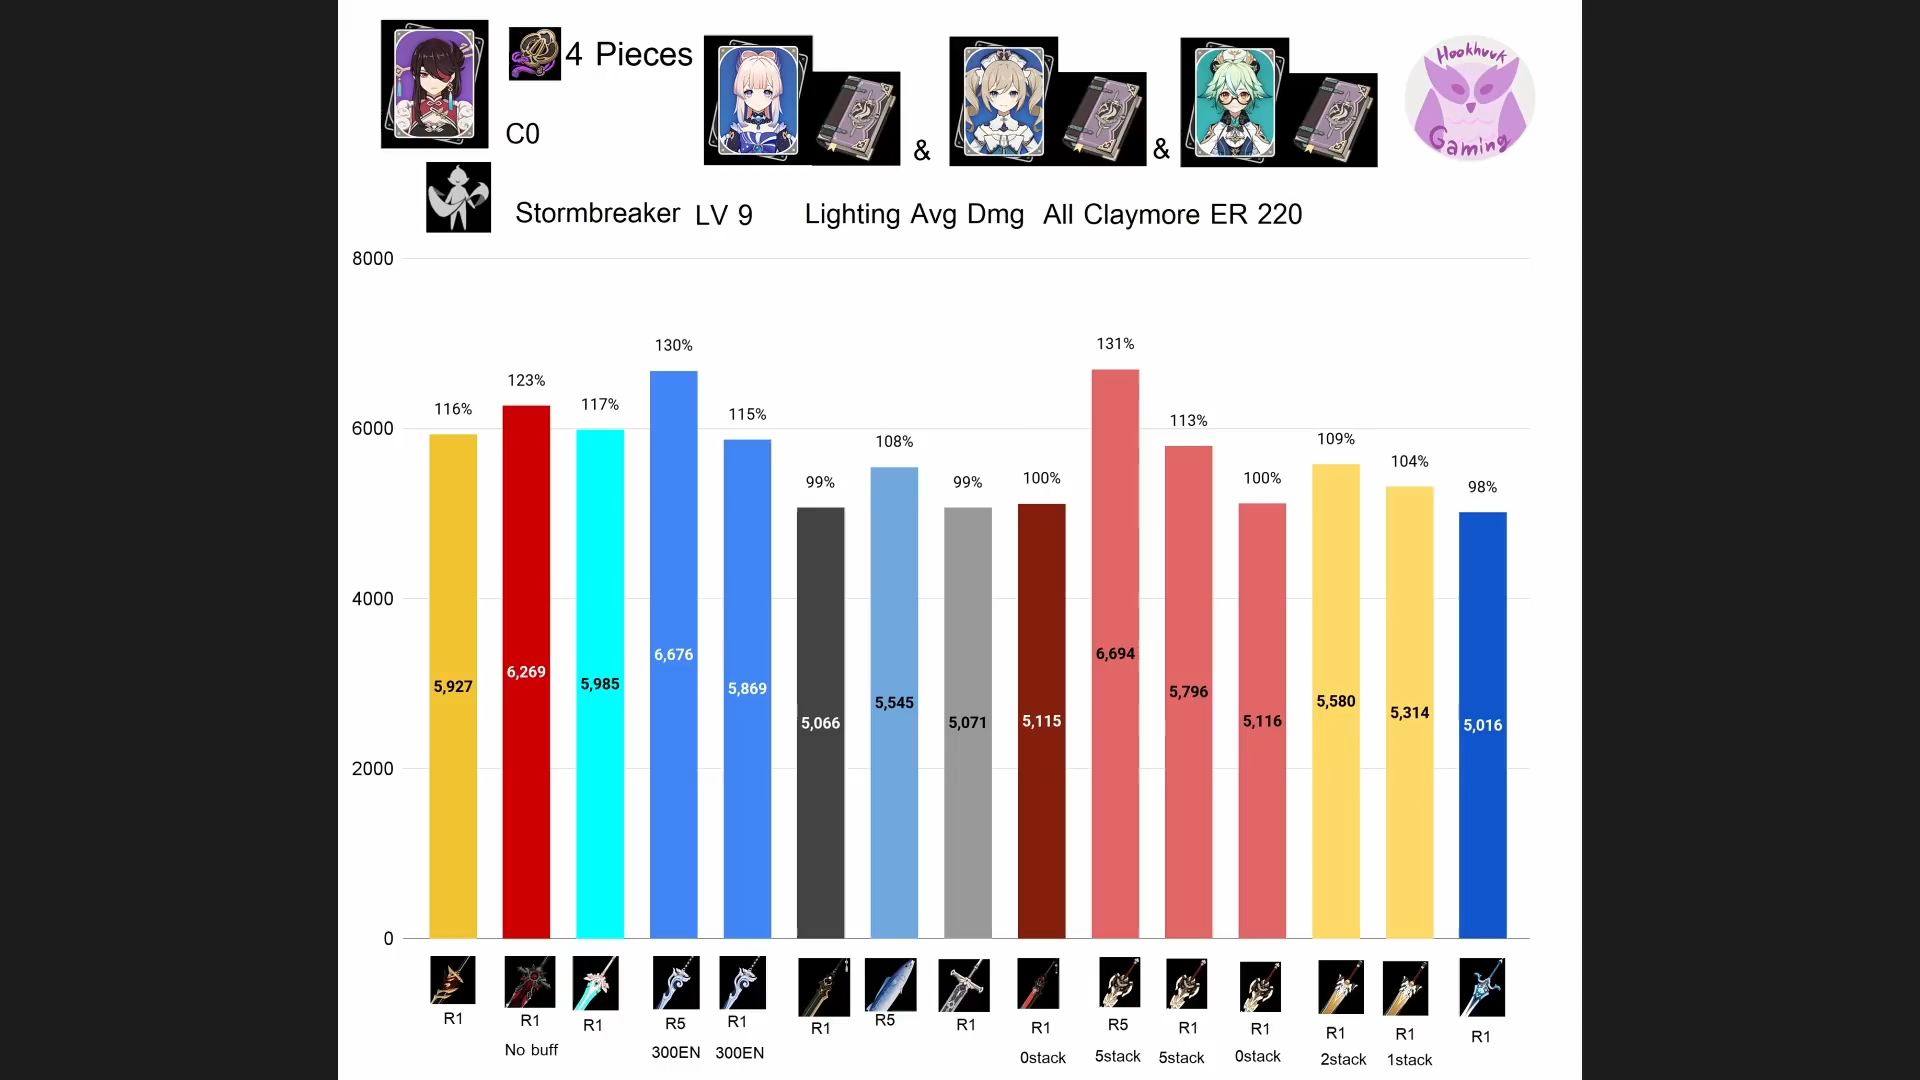 4 Pieces
C0
&
&
Hookhuuk
Gaming
Stormbreaker LV 9 Lighting Avg Dmg All Claymore ER 220
8000
6000
4000
2000
0
116%
123%
117%
130%
115%
99%
108%
99%
100%
131%
113%
100%
109%
104%
98%
5,927
6,269
5,985
6,676
5,869
5,066
5,545
5,071
5,115
6,694
5,796
5,116
5,580
5,314
5,016
R1
R1
No buff
R1
R5
300EN
R1
300EN
R1
R5
R1
R1
0stack
R5
5stack
R1
5stack
R1
0stack
R1
2stack
R1
1stack
R1